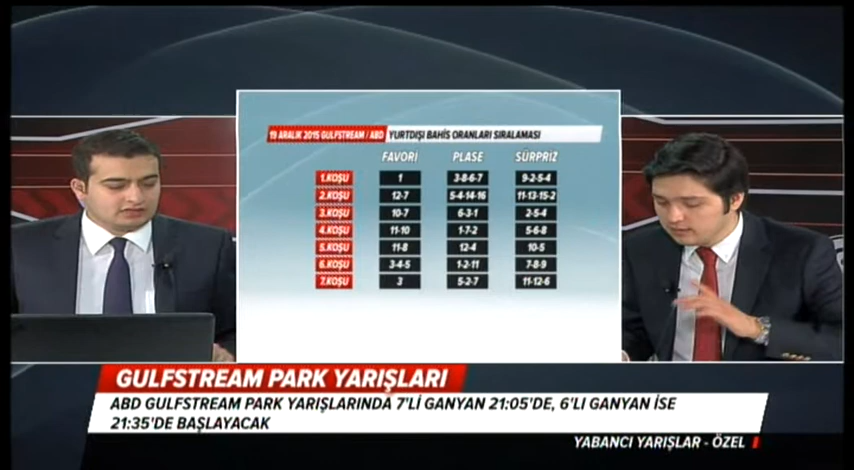 19 ARALIK 2015 GULFSTREAM / ABD YURTDIŞI BAHİS ORANLARI SIRALAMASI
FAVORİ PLASE SÜRPRİZ
1.KOŞU 1 3-8-6-7 9-2-5-4
2.KOŞU 12-7 5-4-14-16 11-13-15-2
3.KOŞU 10-7 6-3-1 2-5-4
4.KOŞU 11-10 1-7-2 5-6-8
5.KOŞU 11-8 12-4 10-5
6.KOŞU 3-4-5 1-2-11 7-8-9
7.KOŞU 3 5-2-7 11-12-6
GULFSTREAM PARK YARIŞLARI
ABD GULFSTREAM PARK YARIŞLARINDA 7'Lİ GANYAN 21:05'DE, 6'LI GANYAN İSE
21:35'DE BAŞLAYACAK
YABANCI YARIŞLAR - ÖZEL